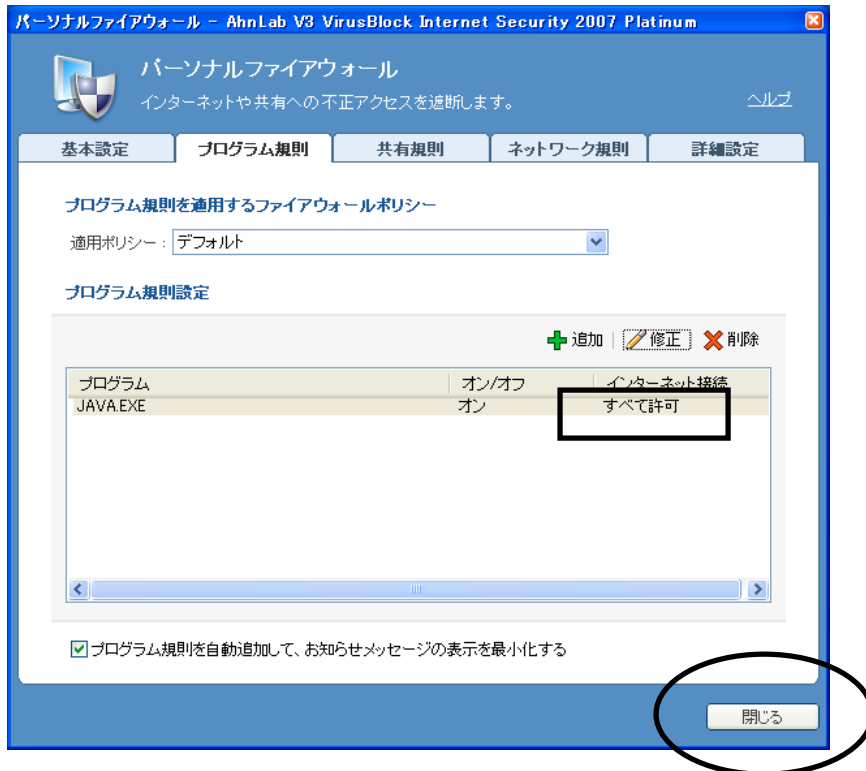 パーソナルファイアウォール - AhnLab V3 VirusBlock Internet Security 2007 Platinum
パーソナルファイアウォール
インターネットや共有への不正アクセスを遮断します。
ヘルプ
基本設定 プログラム規則 共有規則 ネットワーク規則 詳細設定
プログラム規則を適用するファイアウォールポリシー
適用ポリシー : デフォルト
プログラム規則設定
追加 修正 削除
プログラム オン/オフ インターネット接続
JAVA.EXE オン すべて許可
プログラム規則を自動追加して、お知らせメッセージの表示を最小化する
閉じる